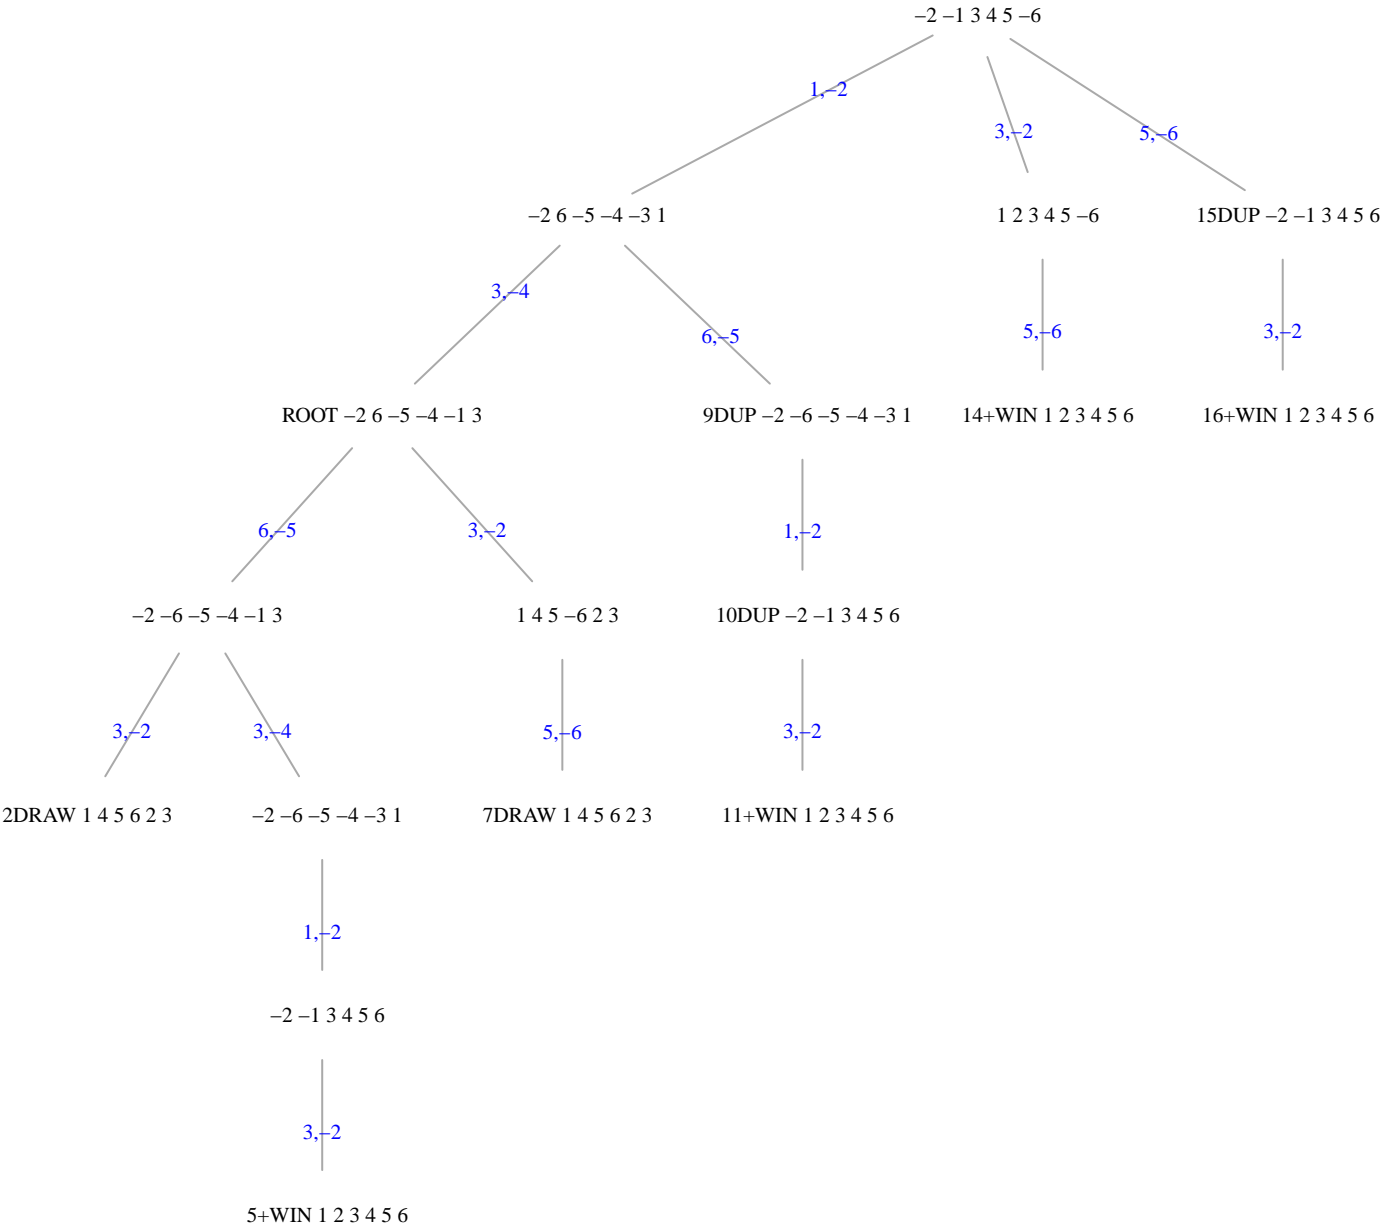 –2 –1 3 4 5 –6
1,–2
3,–2
5,–6
–2 6 –5 –4 –3 1
1 2 3 4 5 –6
15DUP –2 –1 3 4 5 6
3,–4
6,–5
5,–6
3,–2
ROOT –2 6 –5 –4 –1 3
9DUP –2 –6 –5 –4 –3 1
14+WIN 1 2 3 4 5 6
16+WIN 1 2 3 4 5 6
6,–5
3,–2
1,–2
–2 –6 –5 –4 –1 3
1 4 5 –6 2 3
10DUP –2 –1 3 4 5 6
3,–2
3,–4
5,–6
3,–2
2DRAW 1 4 5 6 2 3
–2 –6 –5 –4 –3 1
7DRAW 1 4 5 6 2 3
11+WIN 1 2 3 4 5 6
1,–2
–2 –1 3 4 5 6
3,–2
5+WIN 1 2 3 4 5 6